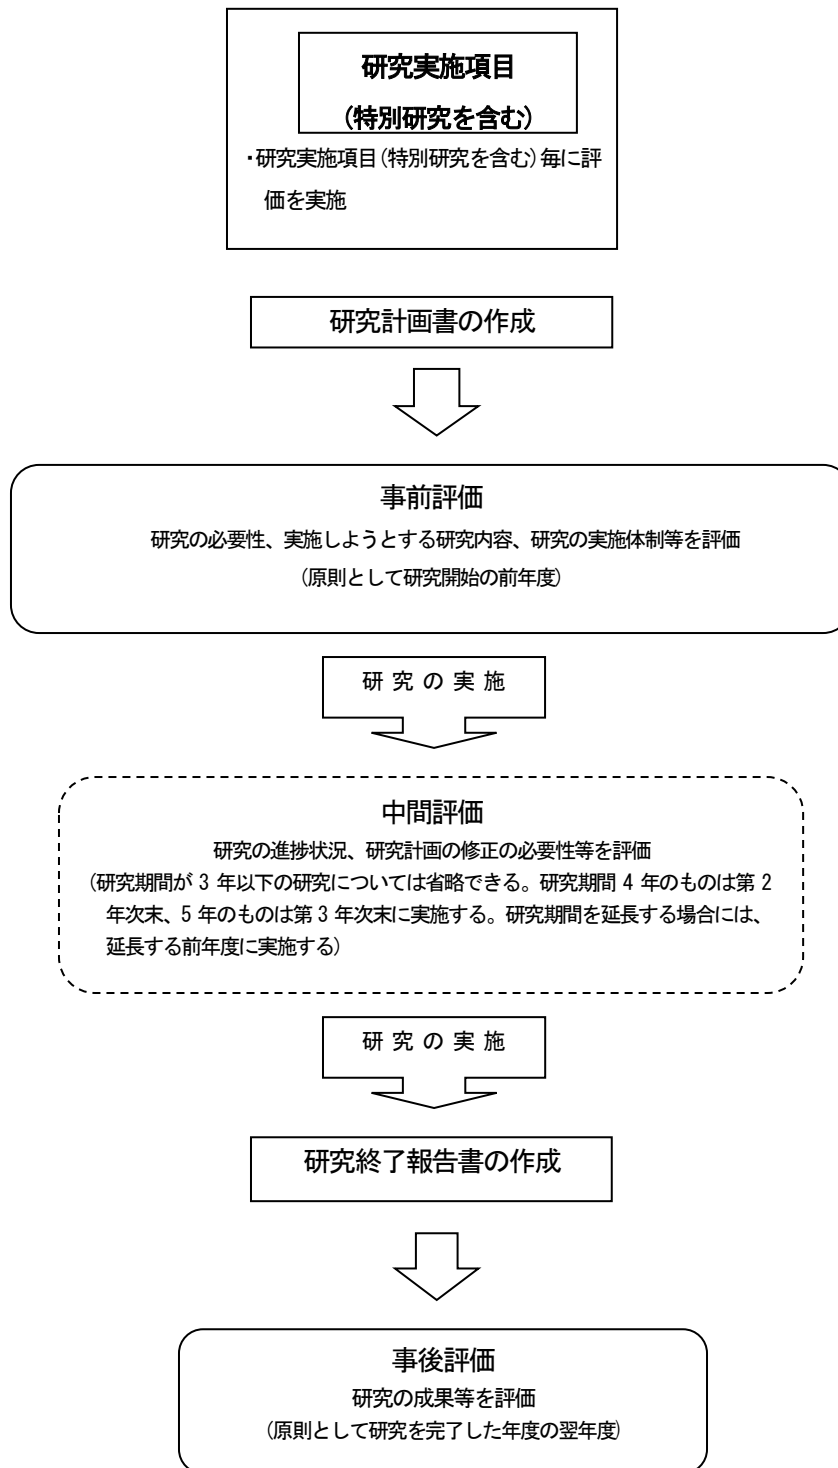 研究実施項目
(特別研究を含む)
・研究実施項目(特別研究を含む)毎に評
価を実施
研究計画書の作成
事前評価
研究の必要性、実施しようとする研究内容、研究の実施体制等を評価
(原則として研究開始の前年度)
研 究 の 実 施
中間評価
研究の進捗状況、研究計画の修正の必要性等を評価
(研究期間が 3 年以下の研究については省略できる。研究期間 4 年のものは第 2
年次末、5 年のものは第 3 年次末に実施する。研究期間を延長する場合には、
延長する前年度に実施する)
研 究 の 実 施
研究終了報告書の作成
事後評価
研究の成果等を評価
(原則として研究を完了した年度の翌年度)